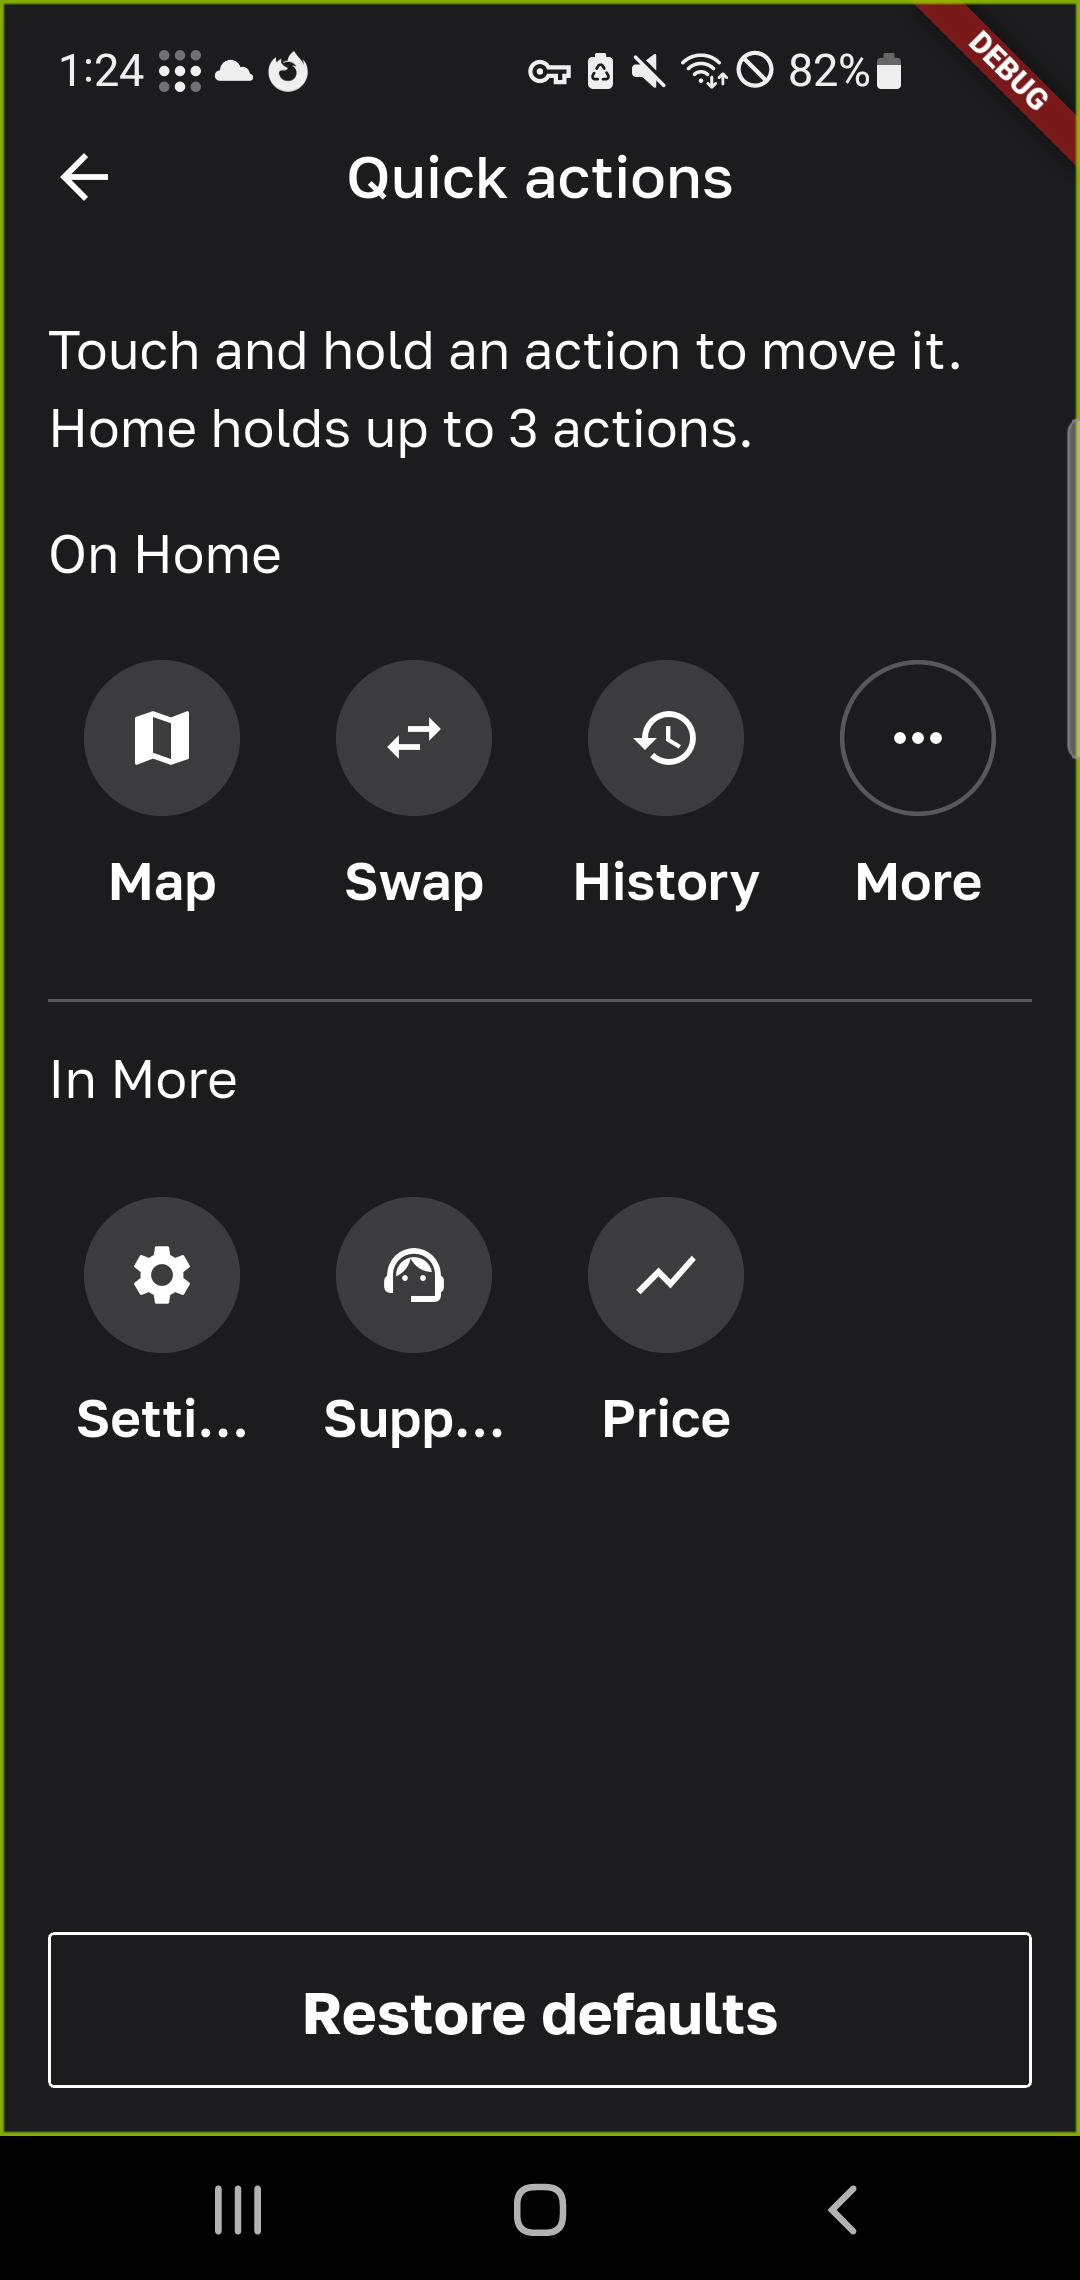 1:24
82%
DEBUG
Quick actions
Touch and hold an action to move it.
Home holds up to 3 actions.
On Home
Map Swap History More
In More
Setti... Supp... Price
Restore defaults